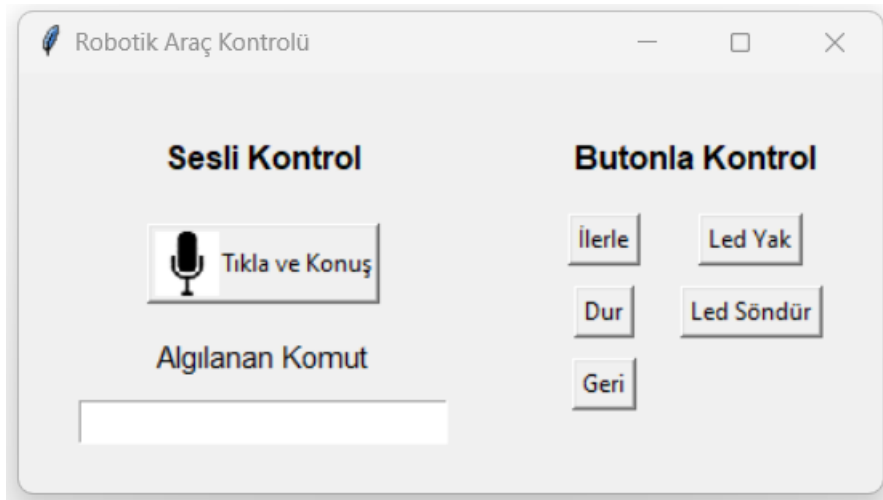 Robotik Araç Kontrolü
Sesli Kontrol
Tıkla ve Konuş
Algılanan Komut
Butonla Kontrol
İlerle
Led Yak
Dur
Led Söndür
Geri